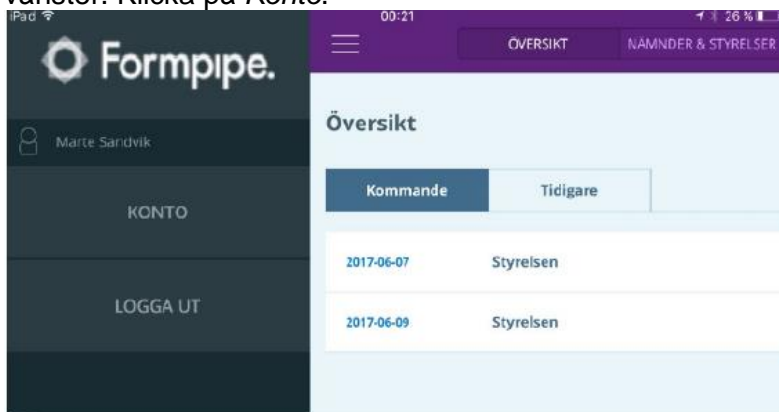 vänster. Klicka på Konto.
iPad 00:21 26 %
Formpipe.
ÖVERSIKT NÄMNDER & STYRELSER
Översikt
Marte Sandvik
Kommande Tidigare
KONTO
2017-06-07 Styrelsen
LOGGA UT
2017-06-09 Styrelsen